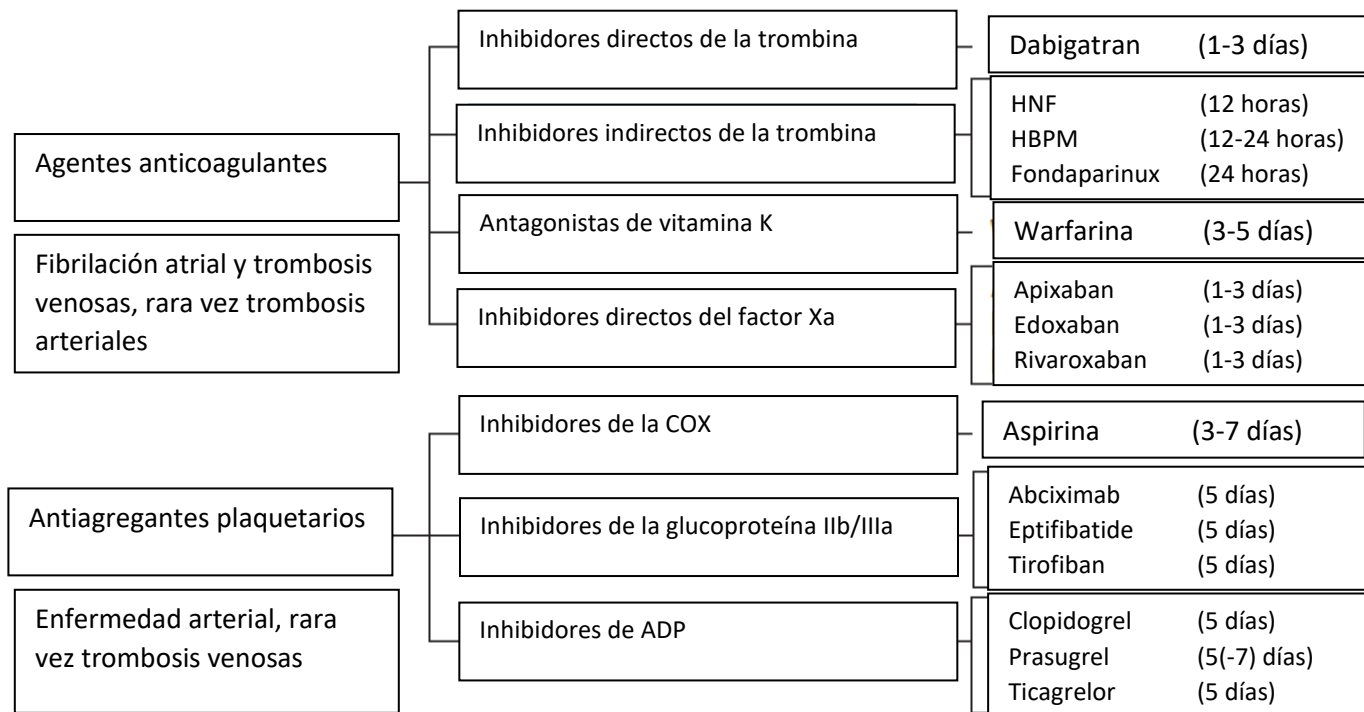 Agentes anticoagulantes
Fibrilación atrial y trombosis
venosas, rara vez trombosis
arteriales
Inhibidores directos de la trombina
Dabigatran (1-3 días)
Inhibidores indirectos de la trombina
HNF (12 horas)
HBPM (12-24 horas)
Fondaparinux (24 horas)
Antagonistas de vitamina K
Warfarina (3-5 días)
Inhibidores directos del factor Xa
Apixaban (1-3 días)
Edoxaban (1-3 días)
Rivaroxaban (1-3 días)
Antiagregantes plaquetarios
Enfermedad arterial, rara
vez trombosis venosas
Inhibidores de la COX
Aspirina (3-7 días)
Inhibidores de la glucoproteína IIb/IIIa
Abciximab (5 días)
Eptifibatide (5 días)
Tirofiban (5 días)
Inhibidores de ADP
Clopidogrel (5 días)
Prasugrel (5(-7) días)
Ticagrelor (5 días)